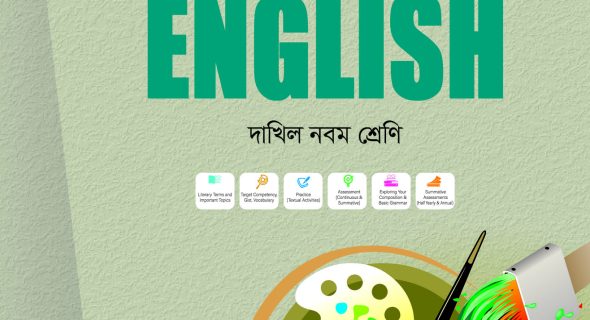 ENGLISH
দাখিল নবম শ্রেণি
Literary Terms and
Important Topics
Target Competency,
Gist, Vocabulary
Practice
(Textual Activities)
Assessment
(Continuous &
Summative)
Exploring Your
Composition &
Basic Grammar
Summative
Assessments
(Half Yearly & Annual)